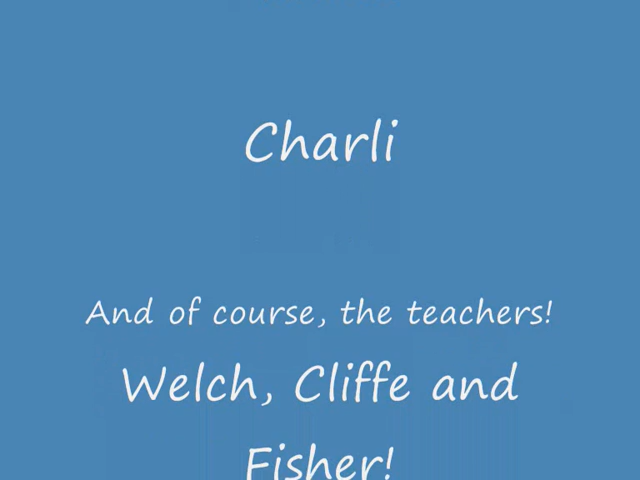 Charli
And of course, the teachers!
Welch, Cliffe and
Fisher!